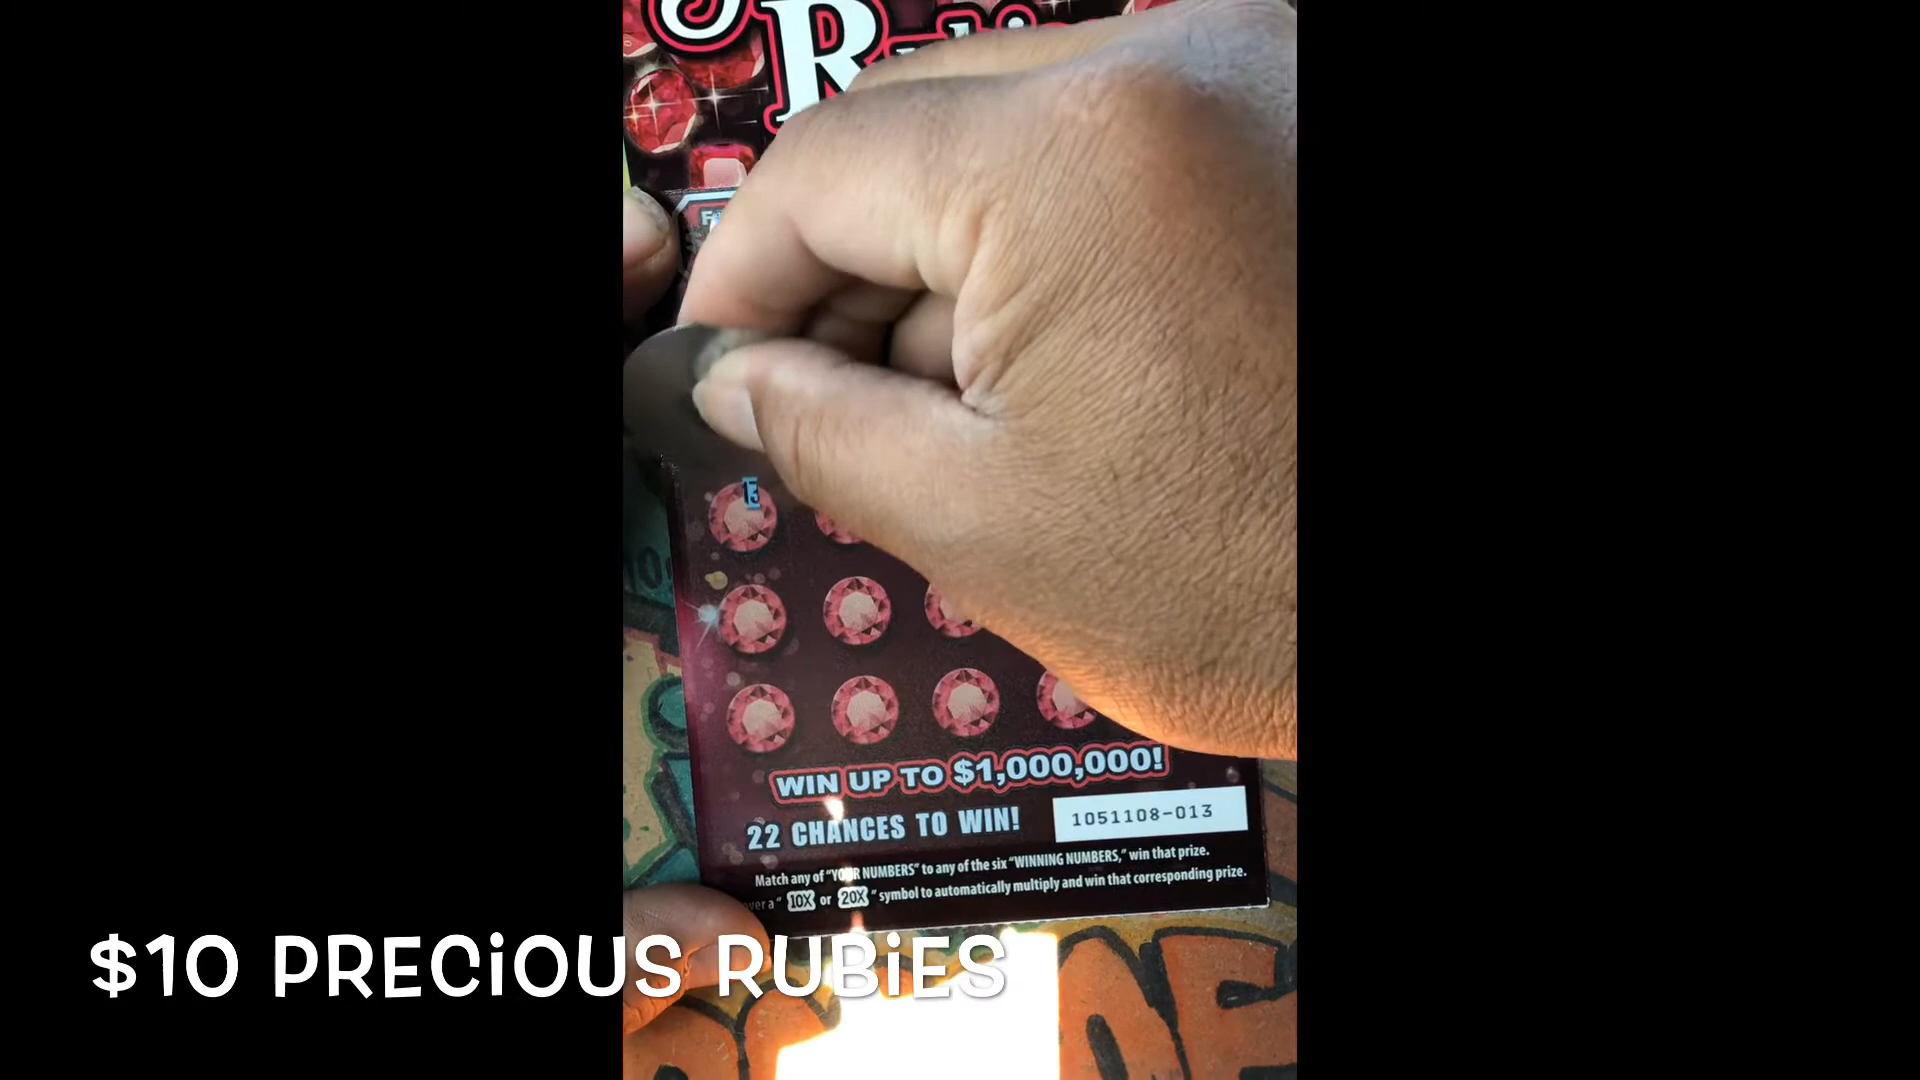 13
WIN UP TO $1,000,000!
22 CHANCES TO WIN!
1051108-013
Match any of "YOUR NUMBERS" to any of the six "WINNING NUMBERS," win that prize.
a " 10X or 20X " symbol to automatically multiply and win that corresponding prize.
$10 PRECiOUS RUBiES